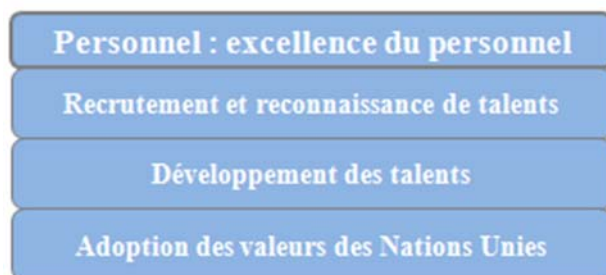 Personnel : excellence du personnel
Recrutement et reconnaissance de talents
Développement des talents
Adoption des valeurs des Nations Unies